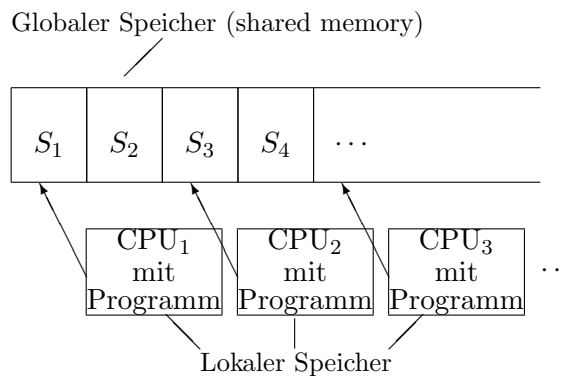 Globaler Speicher (shared memory)
S₁ S₂ S₃ S₄ ...
CPU₁ CPU₂ CPU₃
mit mit mit
Programm Programm Programm
Lokaler Speicher